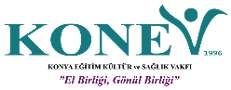 KONEV
1996
KONYA EĞİTİM KÜLTÜR ve SAĞLIK VAKFI
"El Birliği, Gönül Birliği"